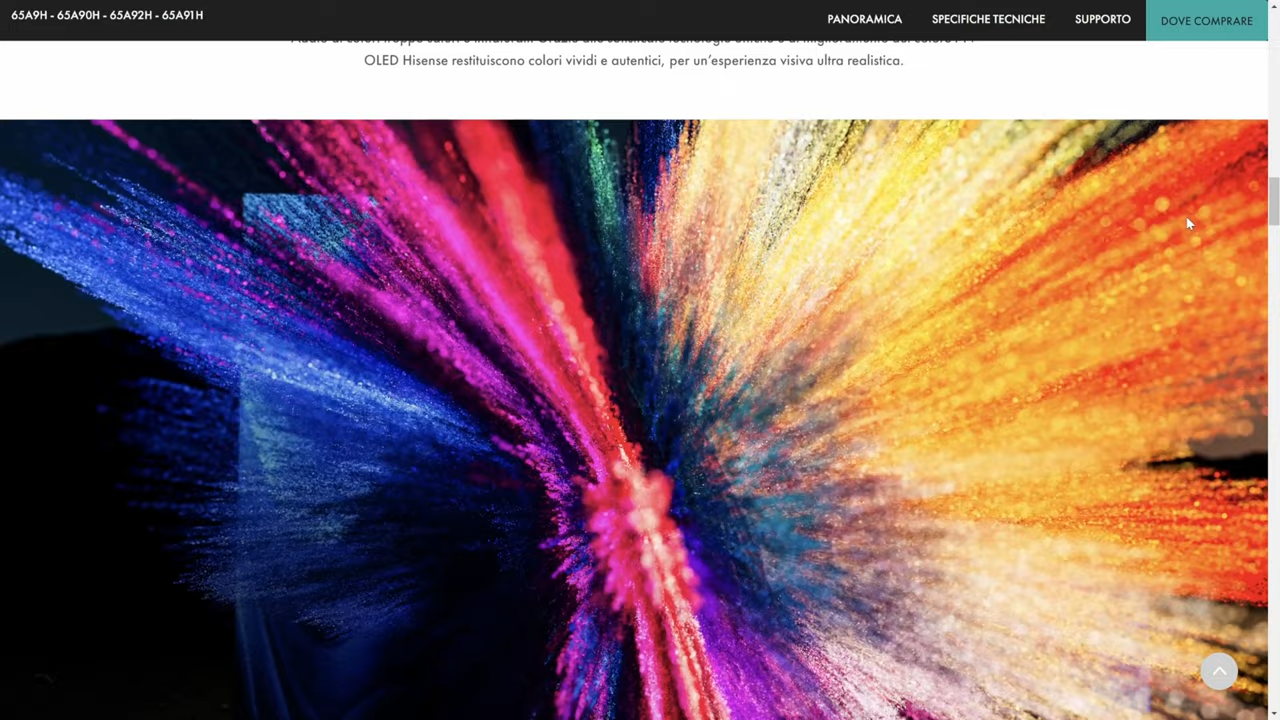 65A9H - 65A90H - 65A92H - 65A91H
PANORAMICA
SPECIFICHE TECNICHE
SUPPORTO
DOVE COMPRARE
OLED Hisense restituiscono colori vividi e autentici, per un’esperienza visiva ultra realistica.